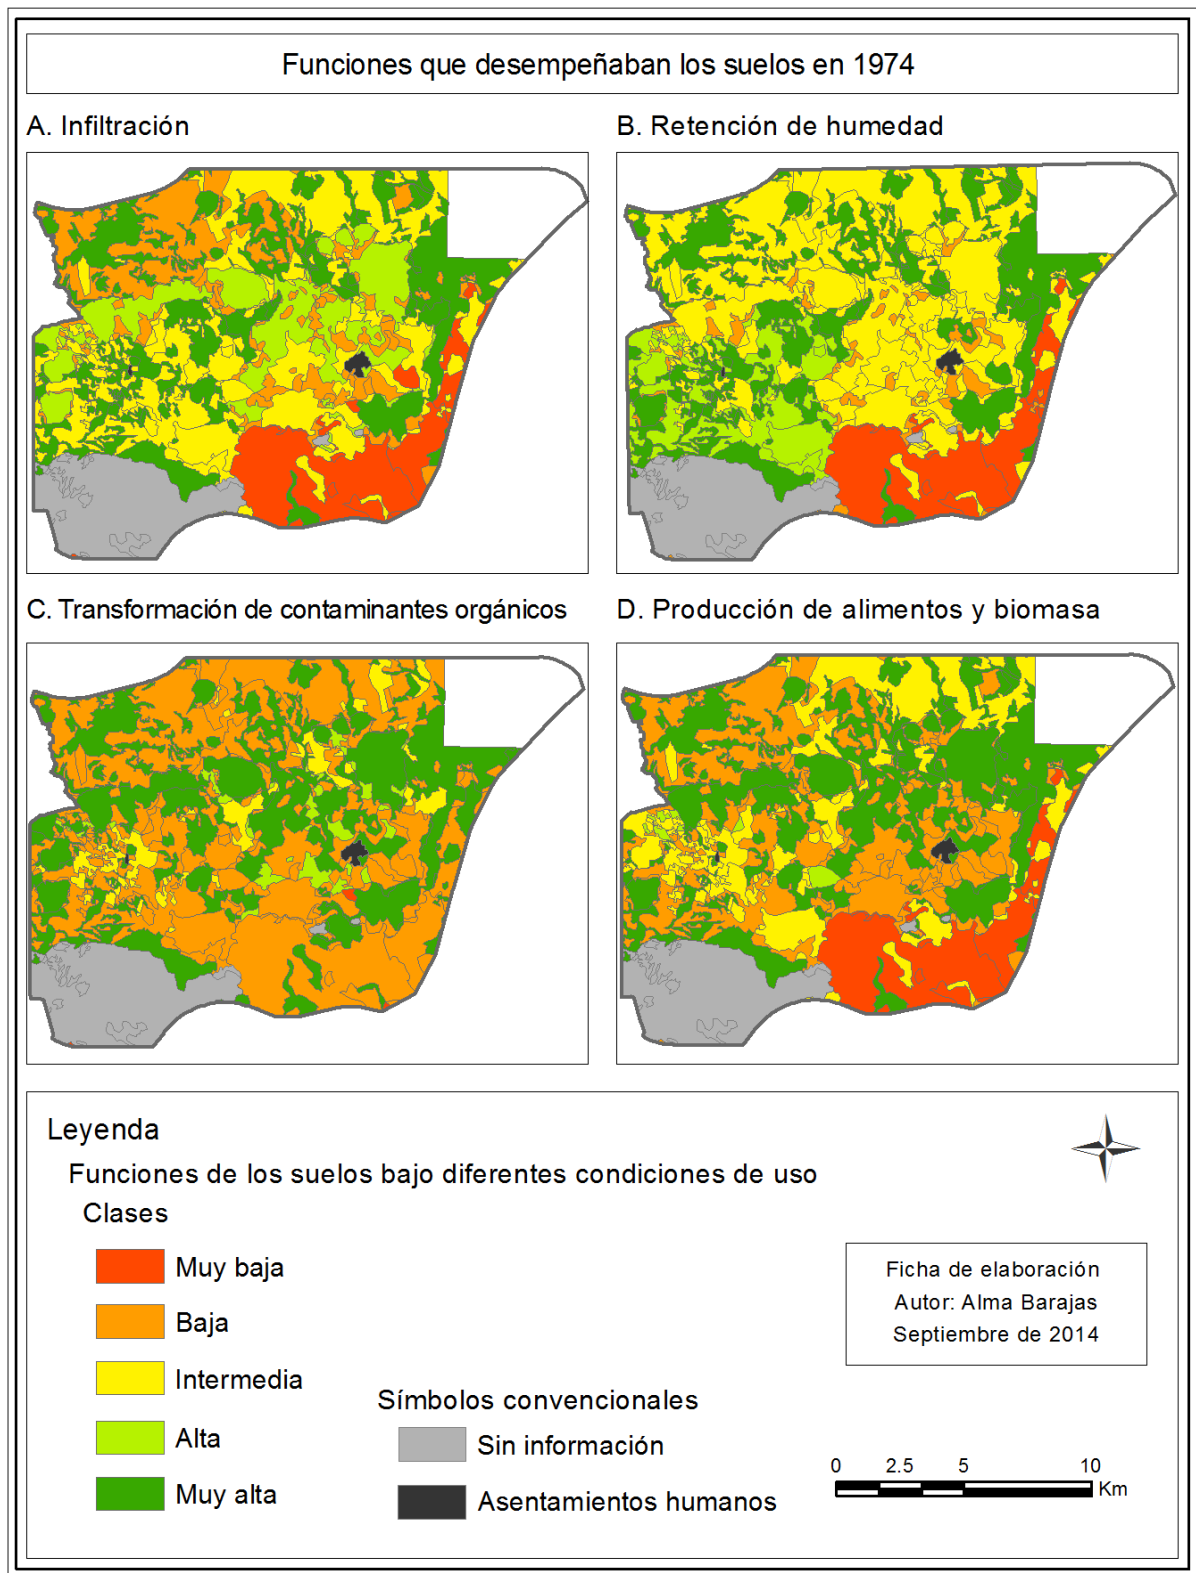 Funciones que desempeñaban los suelos en 1974
A. Infiltración
B. Retención de humedad
C. Transformación de contaminantes orgánicos
D. Producción de alimentos y biomasa
Leyenda
Funciones de los suelos bajo diferentes condiciones de uso
Clases
Muy baja
Baja
Intermedia
Alta
Muy alta
Símbolos convencionales
Sin información
Asentamientos humanos
Ficha de elaboración
Autor: Alma Barajas
Septiembre de 2014
0 2.5 5 10
Km